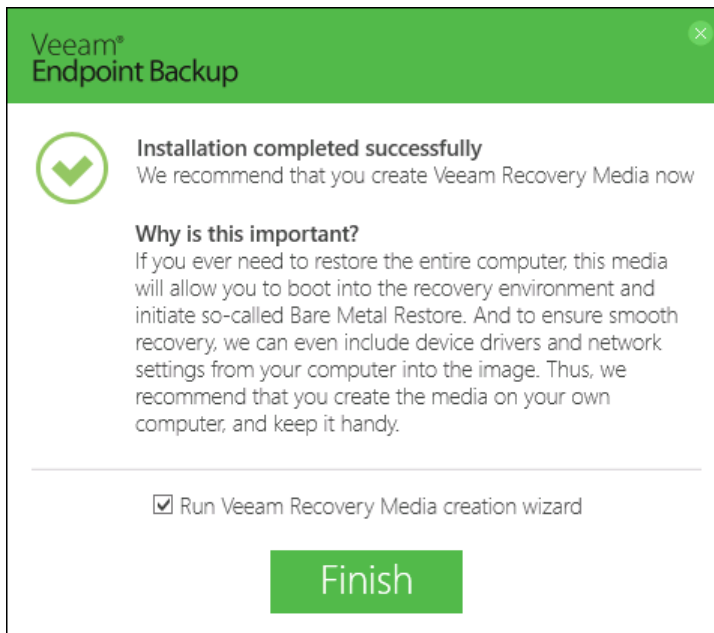 Veeam®
Endpoint Backup
Installation completed successfully
We recommend that you create Veeam Recovery Media now
Why is this important?
If you ever need to restore the entire computer, this media
will allow you to boot into the recovery environment and
initiate so-called Bare Metal Restore. And to ensure smooth
recovery, we can even include device drivers and network
settings from your computer into the image. Thus, we
recommend that you create the media on your own
computer, and keep it handy.
Run Veeam Recovery Media creation wizard
Finish